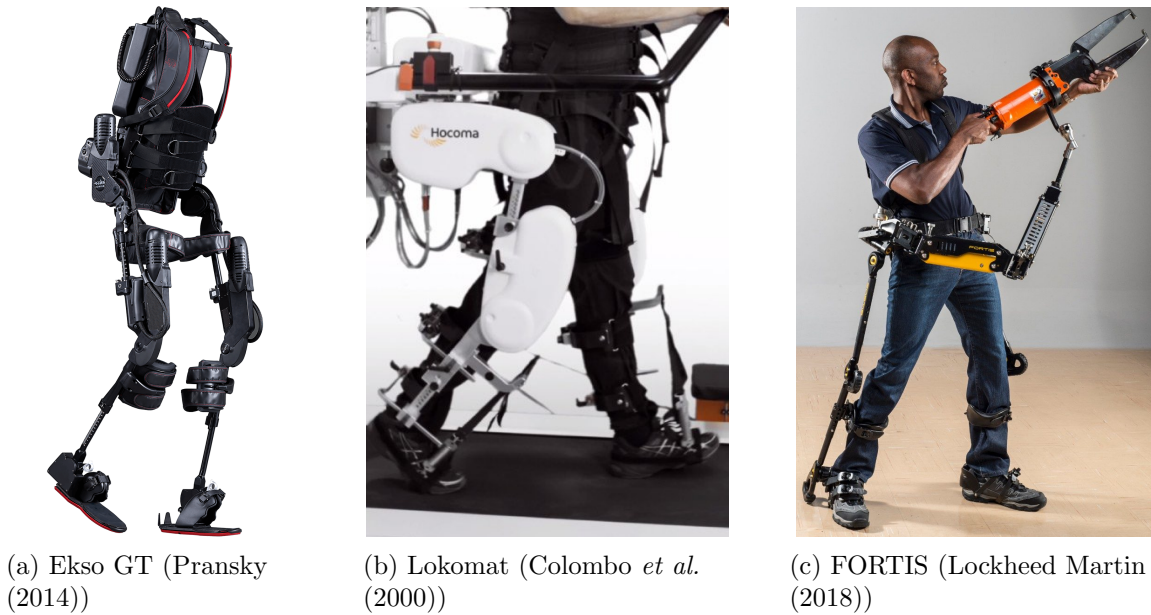 Hocoma
FORTIS
(a) Ekso GT (Pransky
(2014))
(b) Lokomat (Colombo et al.
(2000))
(c) FORTIS (Lockheed Martin
(2018))